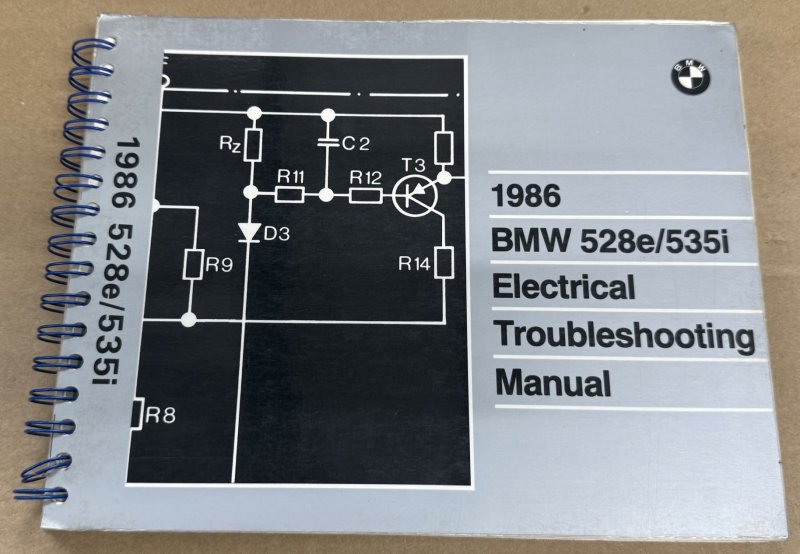 1986 528e/535i
Rz
C2
T3
R11
R12
D3
R9
R14
R8
BMW
1986
BMW 528e/535i
Electrical
Troubleshooting
Manual